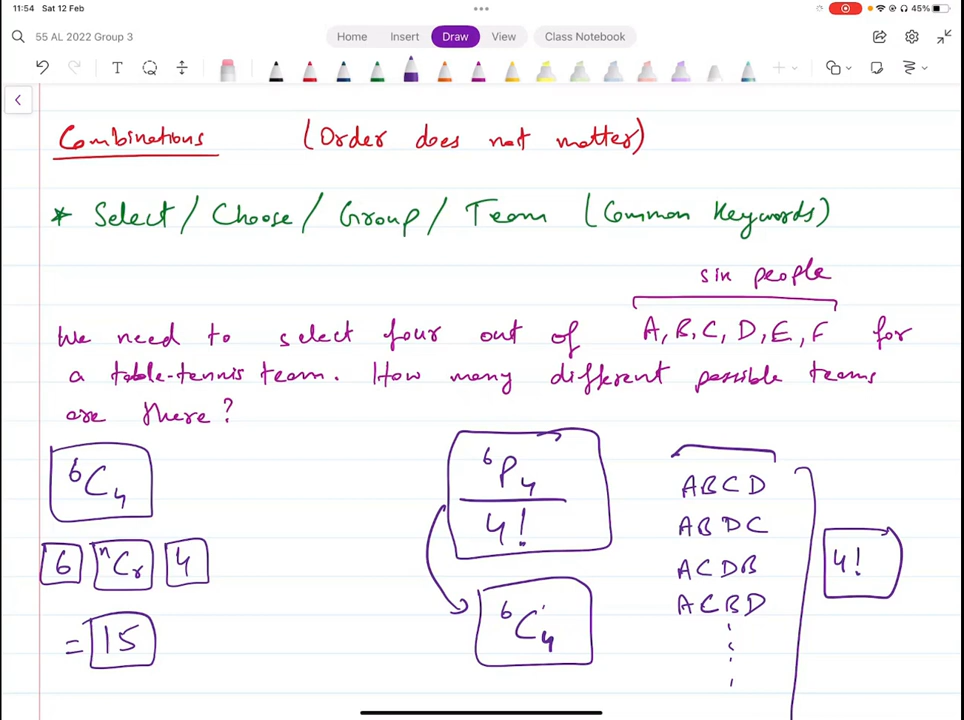 11:54 Sat 12 Feb
45%
55 AL 2022 Group 3
Home Insert Draw View Class Notebook
Combinations (Order does not matter)
* Select / Choose / Group / Team (Common Keywords)
six people
We need to select four out of A, B, C, D, E, F for
a table-tennis team. How many different possible teams
are there?
⁶C₄
6 ⁿCᵣ 4
= 15
⁶P₄
4!
⁶C₄
ABCD
ABDC
ACDB
ACBD
4!